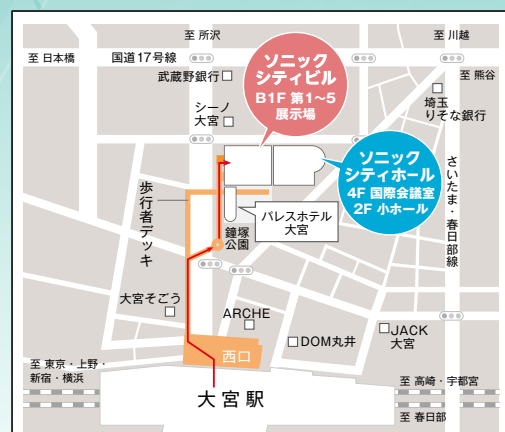 至 所沢
至 川越
至 日本橋
国道17号線
至 熊谷
武蔵野銀行
ソニック
シティビル
B1F 第1〜5
展示場
埼玉
りそな銀行
シーノ
大宮
ソニック
シティホール
4F 国際会議室
2F 小ホール
さいたま・春日部線
歩行者デッキ
パレスホテル
大宮
鐘塚
公園
大宮そごう
ARCHE
DOM丸井
JACK
大宮
西口
至 東京・上野・
新宿・横浜
大宮駅
至 高崎・宇都宮
至 春日部